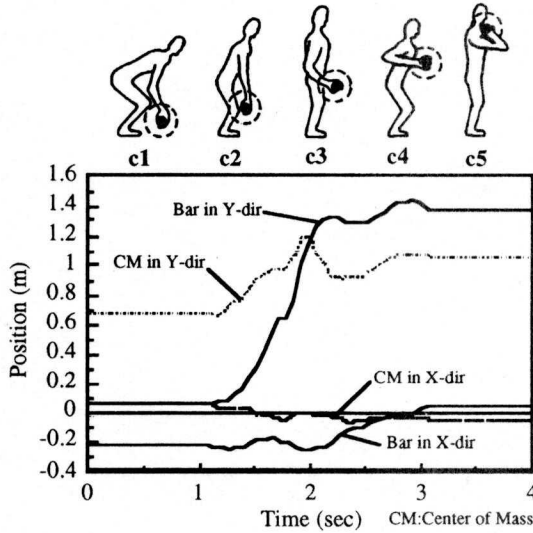 c1 c2 c3 c4 c5
1.6
1.4
1.2
1
0.8
0.6
0.4
0.2
0
-0.2
-0.4
Position (m)
Bar in Y-dir
CM in Y-dir
CM in X-dir
Bar in X-dir
0 1 2 3 4
Time (sec) CM:Center of Mass